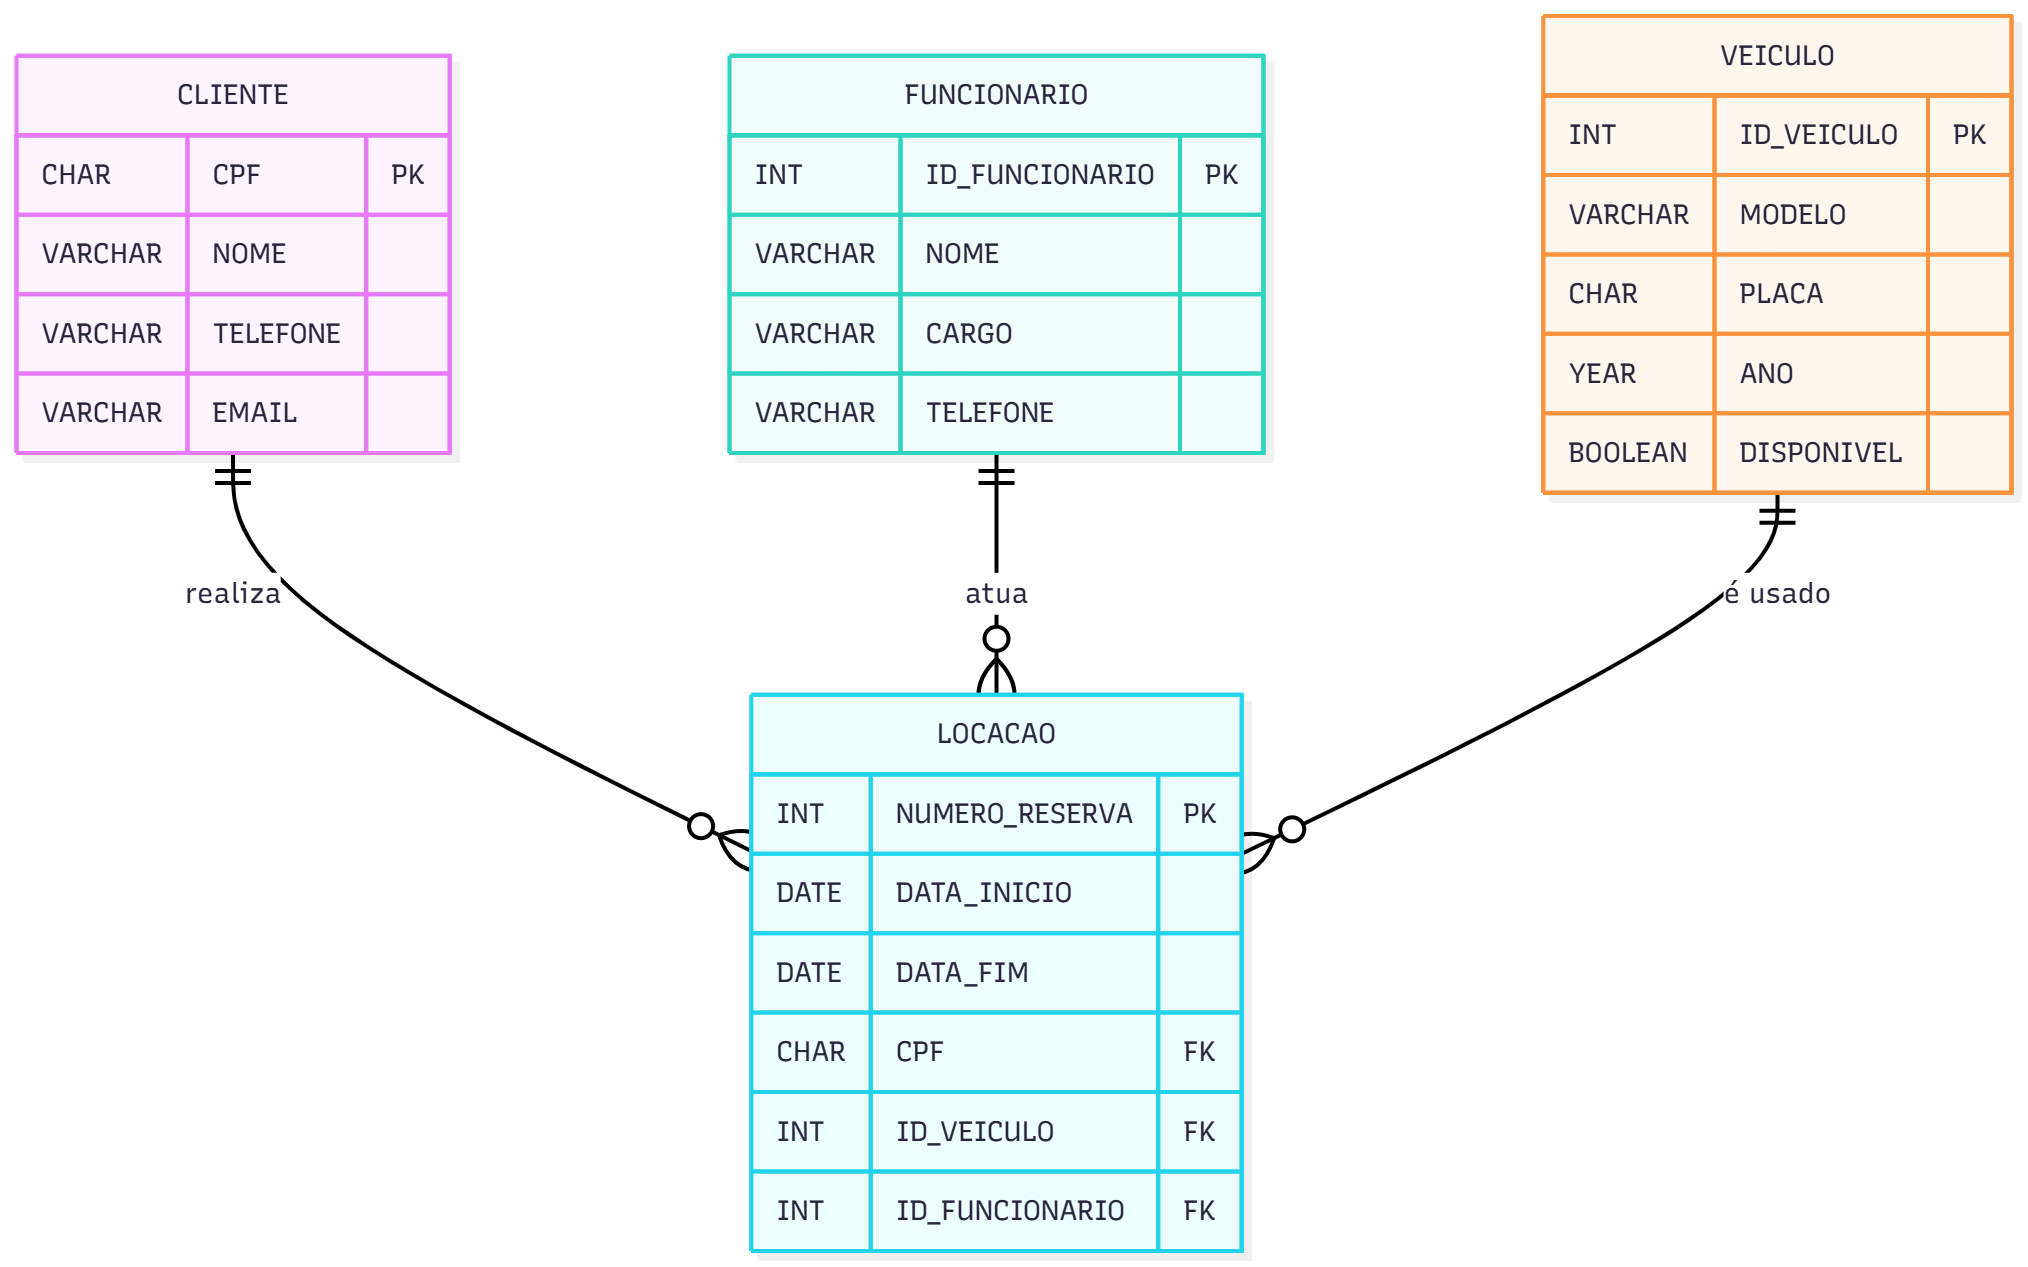 CLIENTE
CHAR CPF PK
VARCHAR NOME
VARCHAR TELEFONE
VARCHAR EMAIL
FUNCIONARIO
INT ID_FUNCIONARIO PK
VARCHAR NOME
VARCHAR CARGO
VARCHAR TELEFONE
VEICULO
INT ID_VEICULO PK
VARCHAR MODELO
CHAR PLACA
YEAR ANO
BOOLEAN DISPONIVEL
realiza
atua
é usado
LOCACAO
INT NUMERO_RESERVA PK
DATE DATA_INICIO
DATE DATA_FIM
CHAR CPF FK
INT ID_VEICULO FK
INT ID_FUNCIONARIO FK